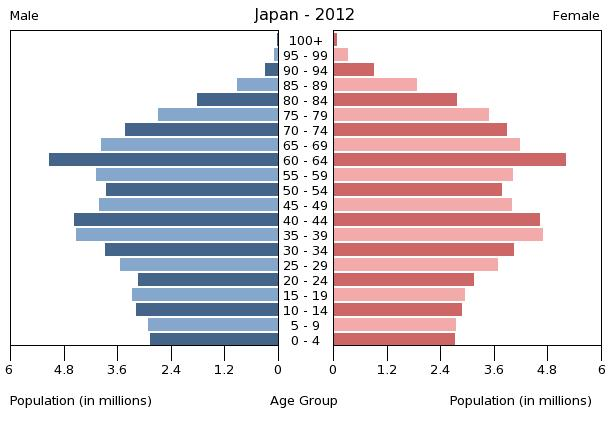 Japan - 2012
Male
Female
100+
95 - 99
90 - 94
85 - 89
80 - 84
75 - 79
70 - 74
65 - 69
60 - 64
55 - 59
50 - 54
45 - 49
40 - 44
35 - 39
30 - 34
25 - 29
20 - 24
15 - 19
10 - 14
5 - 9
0 - 4
6 4.8 3.6 2.4 1.2 0 0 1.2 2.4 3.6 4.8 6
Population (in millions) Age Group Population (in millions)